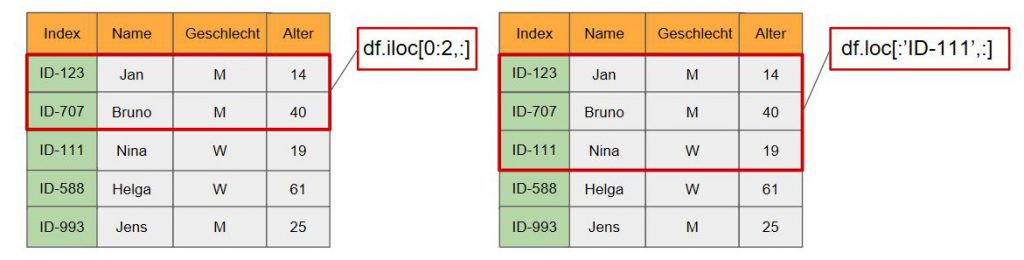 Index Name Geschlecht Alter
ID-123 Jan M 14
ID-707 Bruno M 40
ID-111 Nina W 19
ID-588 Helga W 61
ID-993 Jens M 25
df.iloc[0:2,:]
Index Name Geschlecht Alter
ID-123 Jan M 14
ID-707 Bruno M 40
ID-111 Nina W 19
ID-588 Helga W 61
ID-993 Jens M 25
df.loc[:’ID-111’,:]